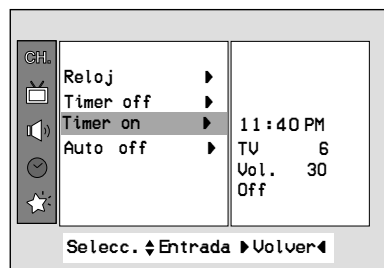 CH.
Reloj ▶
Timer off ▶
Timer on ▶
Auto off ▶
11:40 PM
TV 6
Vol. 30
Off
Selecc. ▲▼ Entrada ▶ Volver ◀